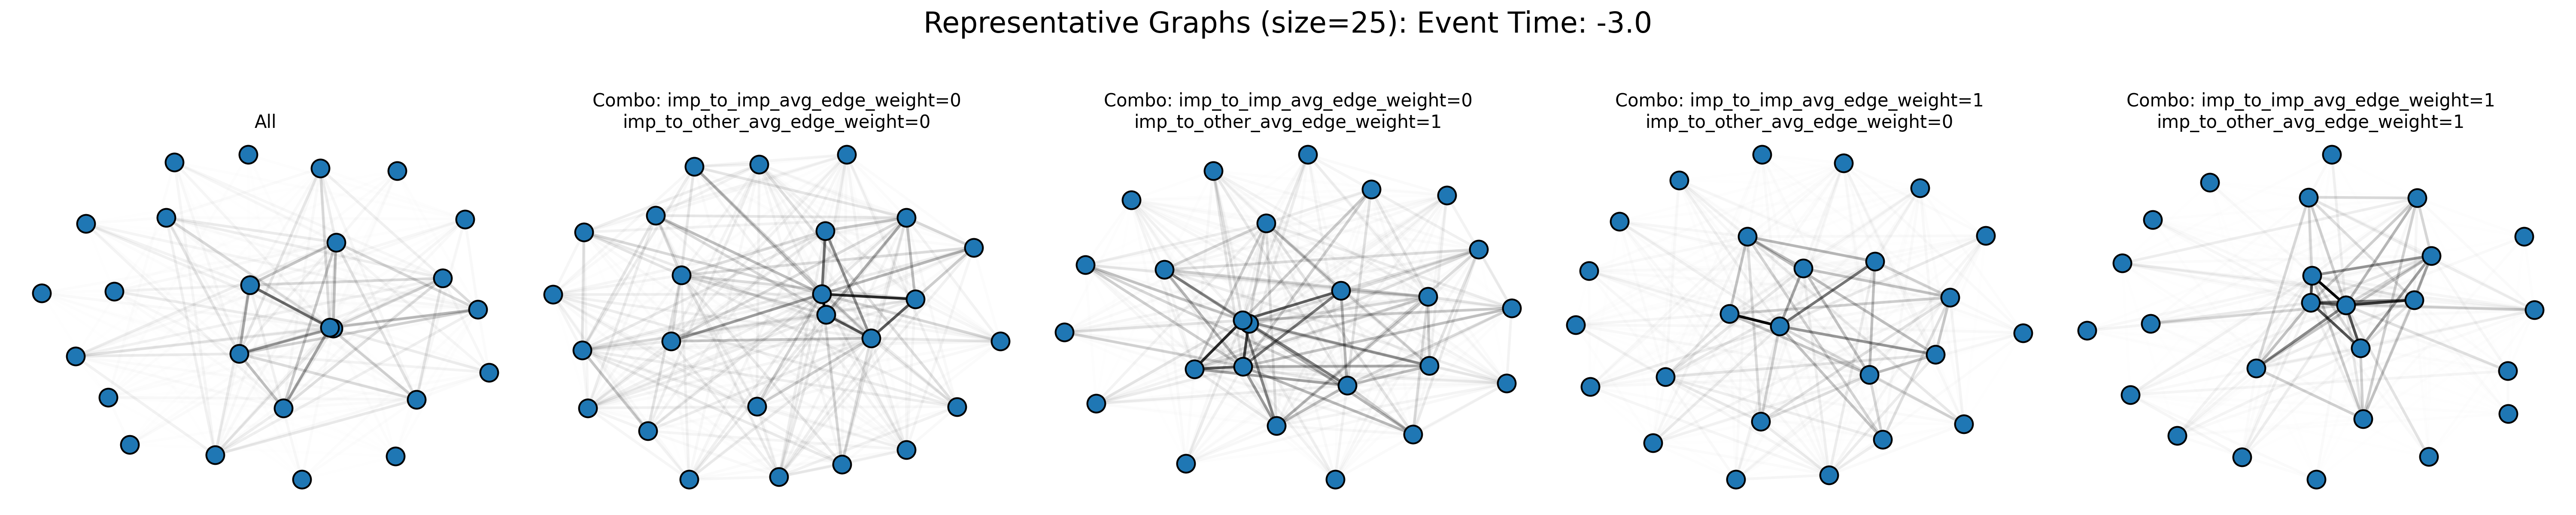 Representative Graphs (size=25): Event Time: -3.0
All
Combo: imp_to_imp_avg_edge_weight=0
imp_to_other_avg_edge_weight=0
Combo: imp_to_imp_avg_edge_weight=0
imp_to_other_avg_edge_weight=1
Combo: imp_to_imp_avg_edge_weight=1
imp_to_other_avg_edge_weight=0
Combo: imp_to_imp_avg_edge_weight=1
imp_to_other_avg_edge_weight=1